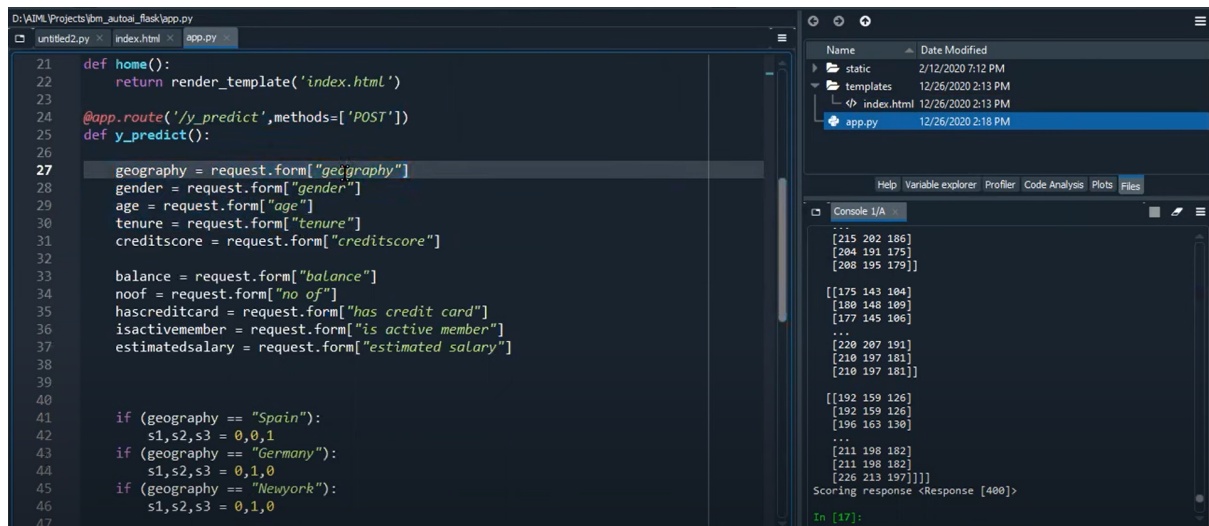 D:\AIML\Projects\ibm_autoai_flask\app.py
untitled2.py × index.html × app.py ×
21 def home():
22 return render_template('index.html')
23
24 @app.route('/y_predict',methods=['POST'])
25 def y_predict():
26
27 geography = request.form["geography"]
28 gender = request.form["gender"]
29 age = request.form["age"]
30 tenure = request.form["tenure"]
31 creditscore = request.form["creditscore"]
32
33 balance = request.form["balance"]
34 noof = request.form["no of"]
35 hascreditcard = request.form["has credit card"]
36 isactivemember = request.form["is active member"]
37 estimatedsalary = request.form["estimated salary"]
38
39
40
41 if (geography == "Spain"):
42 s1,s2,s3 = 0,0,1
43 if (geography == "Germany"):
44 s1,s2,s3 = 0,1,0
45 if (geography == "Newyork"):
46 s1,s2,s3 = 0,1,0
47
Name Date Modified
static 2/12/2020 7:12 PM
templates 12/26/2020 2:13 PM
index.html 12/26/2020 2:13 PM
app.py 12/26/2020 2:18 PM
Help Variable explorer Profiler Code Analysis Plots Files
Console 1/A ×
...
[215 202 186]
[204 191 175]
[208 195 179]]
[[175 143 104]
[180 148 109]
[177 145 106]
...
[220 207 191]
[210 197 181]
[210 197 181]]
[[192 159 126]
[192 159 126]
[196 163 130]
...
[211 198 182]
[211 198 182]
[226 213 197]]]]
Scoring response <Response [400]>
In [17]: